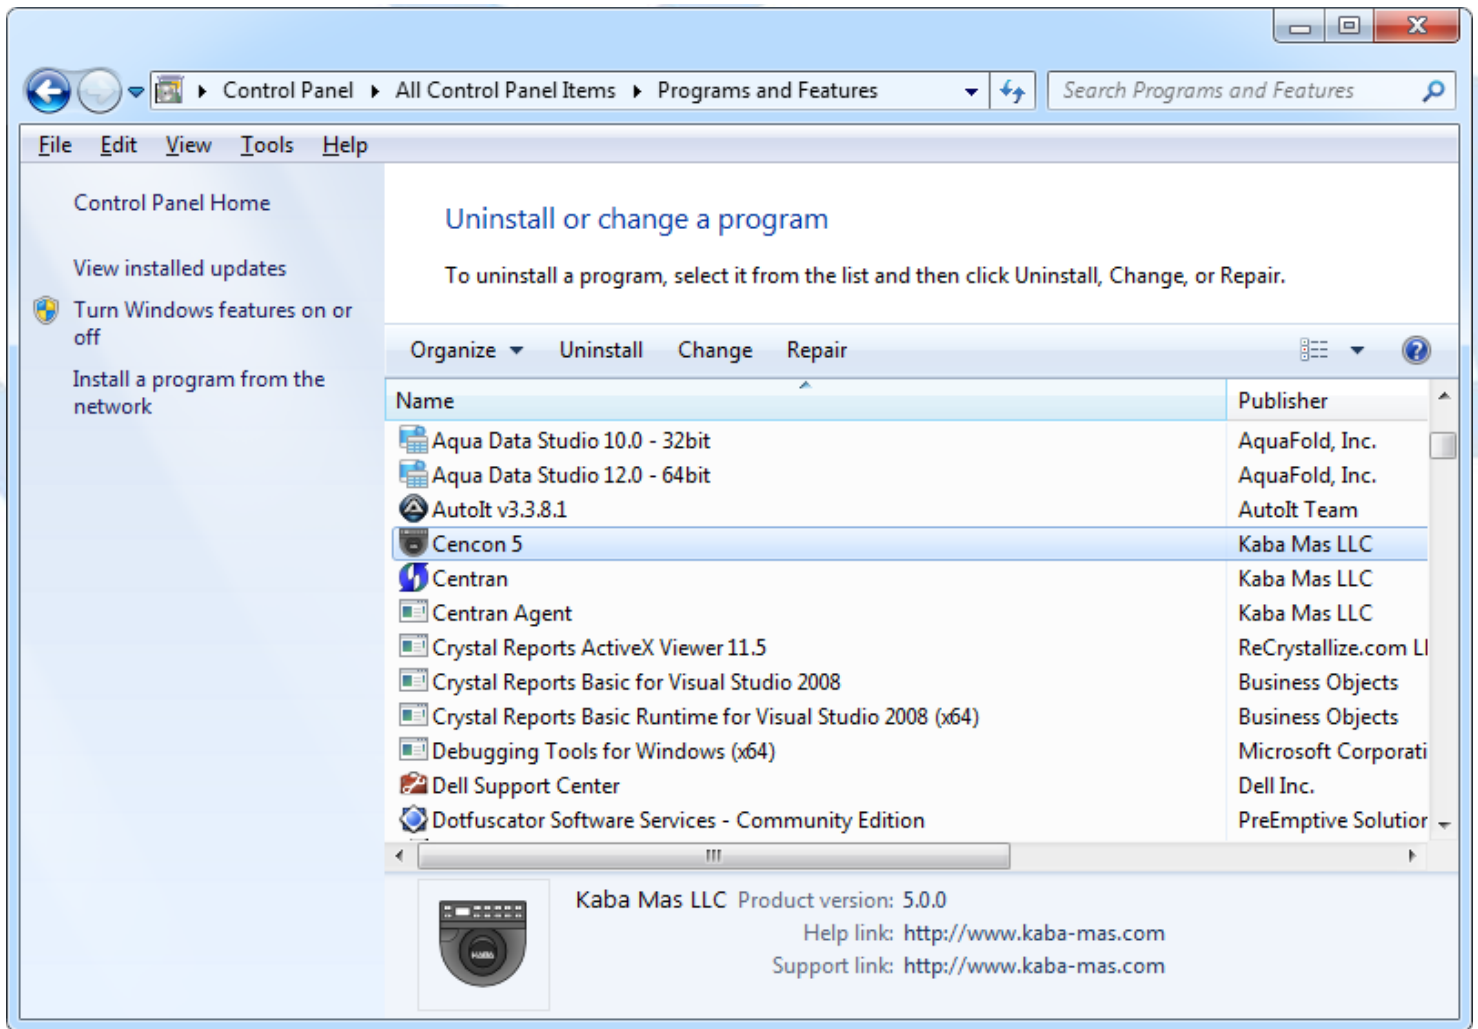 Control Panel All Control Panel Items Programs and Features Search Programs and Features
File Edit View Tools Help
Control Panel Home
View installed updates
Turn Windows features on or
off
Install a program from the
network
Uninstall or change a program
To uninstall a program, select it from the list and then click Uninstall, Change, or Repair.
Organize Uninstall Change Repair
Name Publisher
Aqua Data Studio 10.0 - 32bit AquaFold, Inc.
Aqua Data Studio 12.0 - 64bit AquaFold, Inc.
AutoIt v3.3.8.1 AutoIt Team
Cencon 5 Kaba Mas LLC
Centran Kaba Mas LLC
Centran Agent Kaba Mas LLC
Crystal Reports ActiveX Viewer 11.5 ReCrystallize.com Ll
Crystal Reports Basic for Visual Studio 2008 Business Objects
Crystal Reports Basic Runtime for Visual Studio 2008 (x64) Business Objects
Debugging Tools for Windows (x64) Microsoft Corporati
Dell Support Center Dell Inc.
Dotfuscator Software Services - Community Edition PreEmptive Solution
KABA
Kaba Mas LLC Product version: 5.0.0
Help link: http://www.kaba-mas.com
Support link: http://www.kaba-mas.com